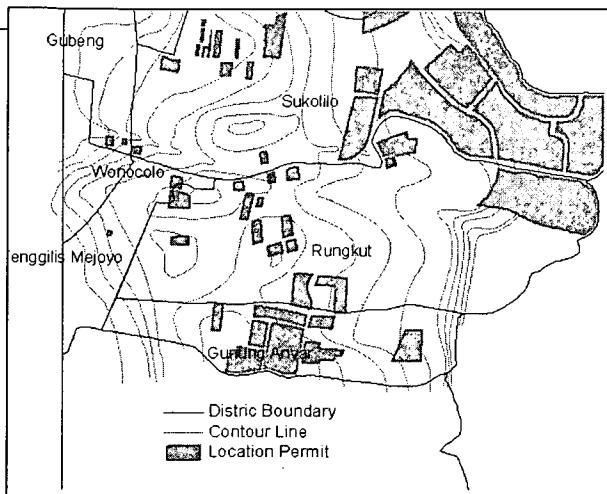 Gubeng
Sukolilo
Wonocolo
enggilis Mejoyo
Rungkut
Gunung Anyar
Distric Boundary
Contour Line
Location Permit